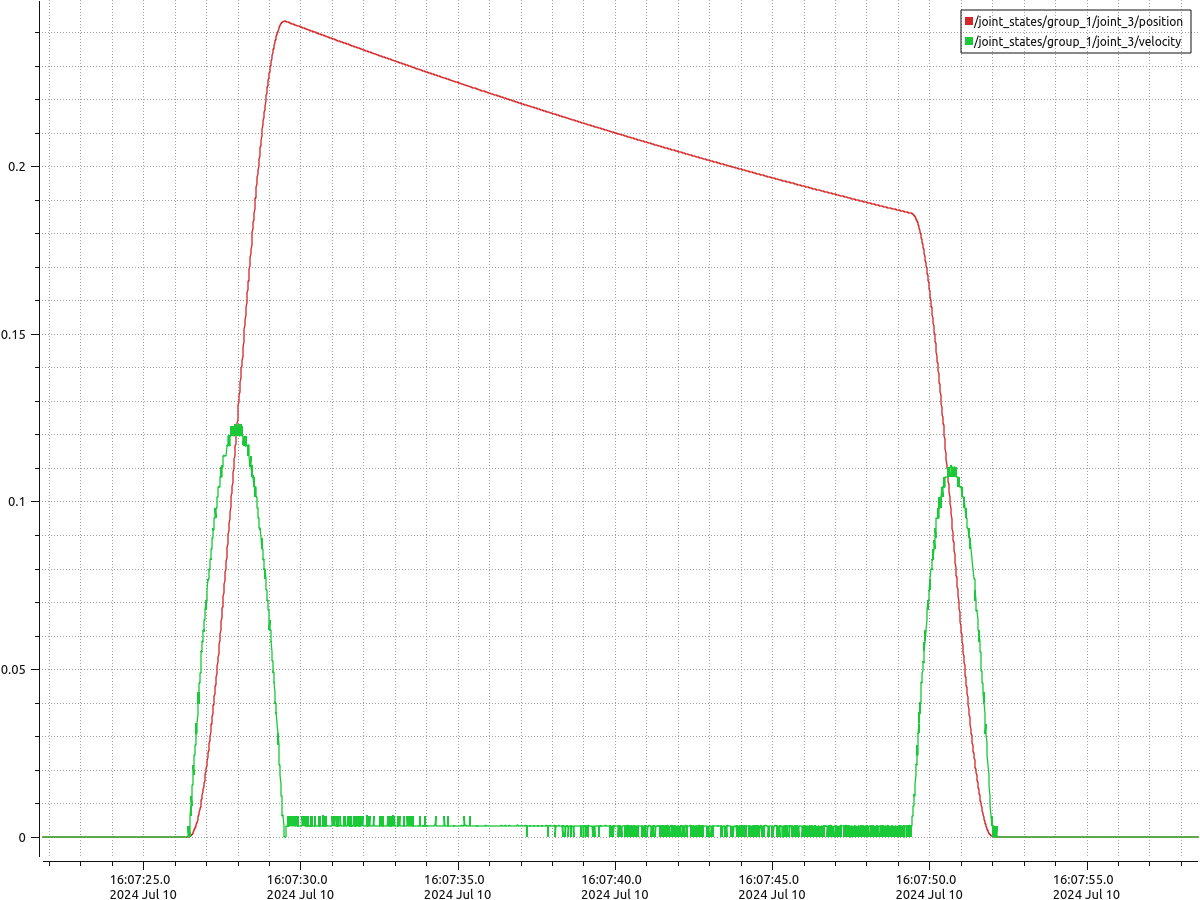 /joint_states/group_1/joint_3/position
/joint_states/group_1/joint_3/velocity
0.2
0.15
0.1
0.05
0
16:07:25.0 16:07:30.0 16:07:35.0 16:07:40.0 16:07:45.0 16:07:50.0 16:07:55.0
2024 Jul 10 2024 Jul 10 2024 Jul 10 2024 Jul 10 2024 Jul 10 2024 Jul 10 2024 Jul 10